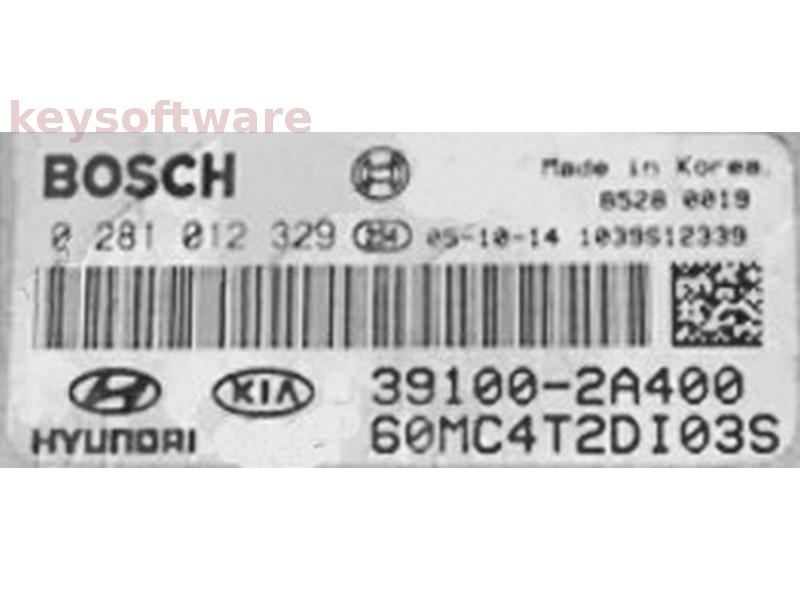 keysoftware
BOSCH
Made in Korea.
8528 0019
0 281 012 329 05-10-14 1039S12339
KIA 39100-2A400
HYUNDAI 60MC4T2DI03S